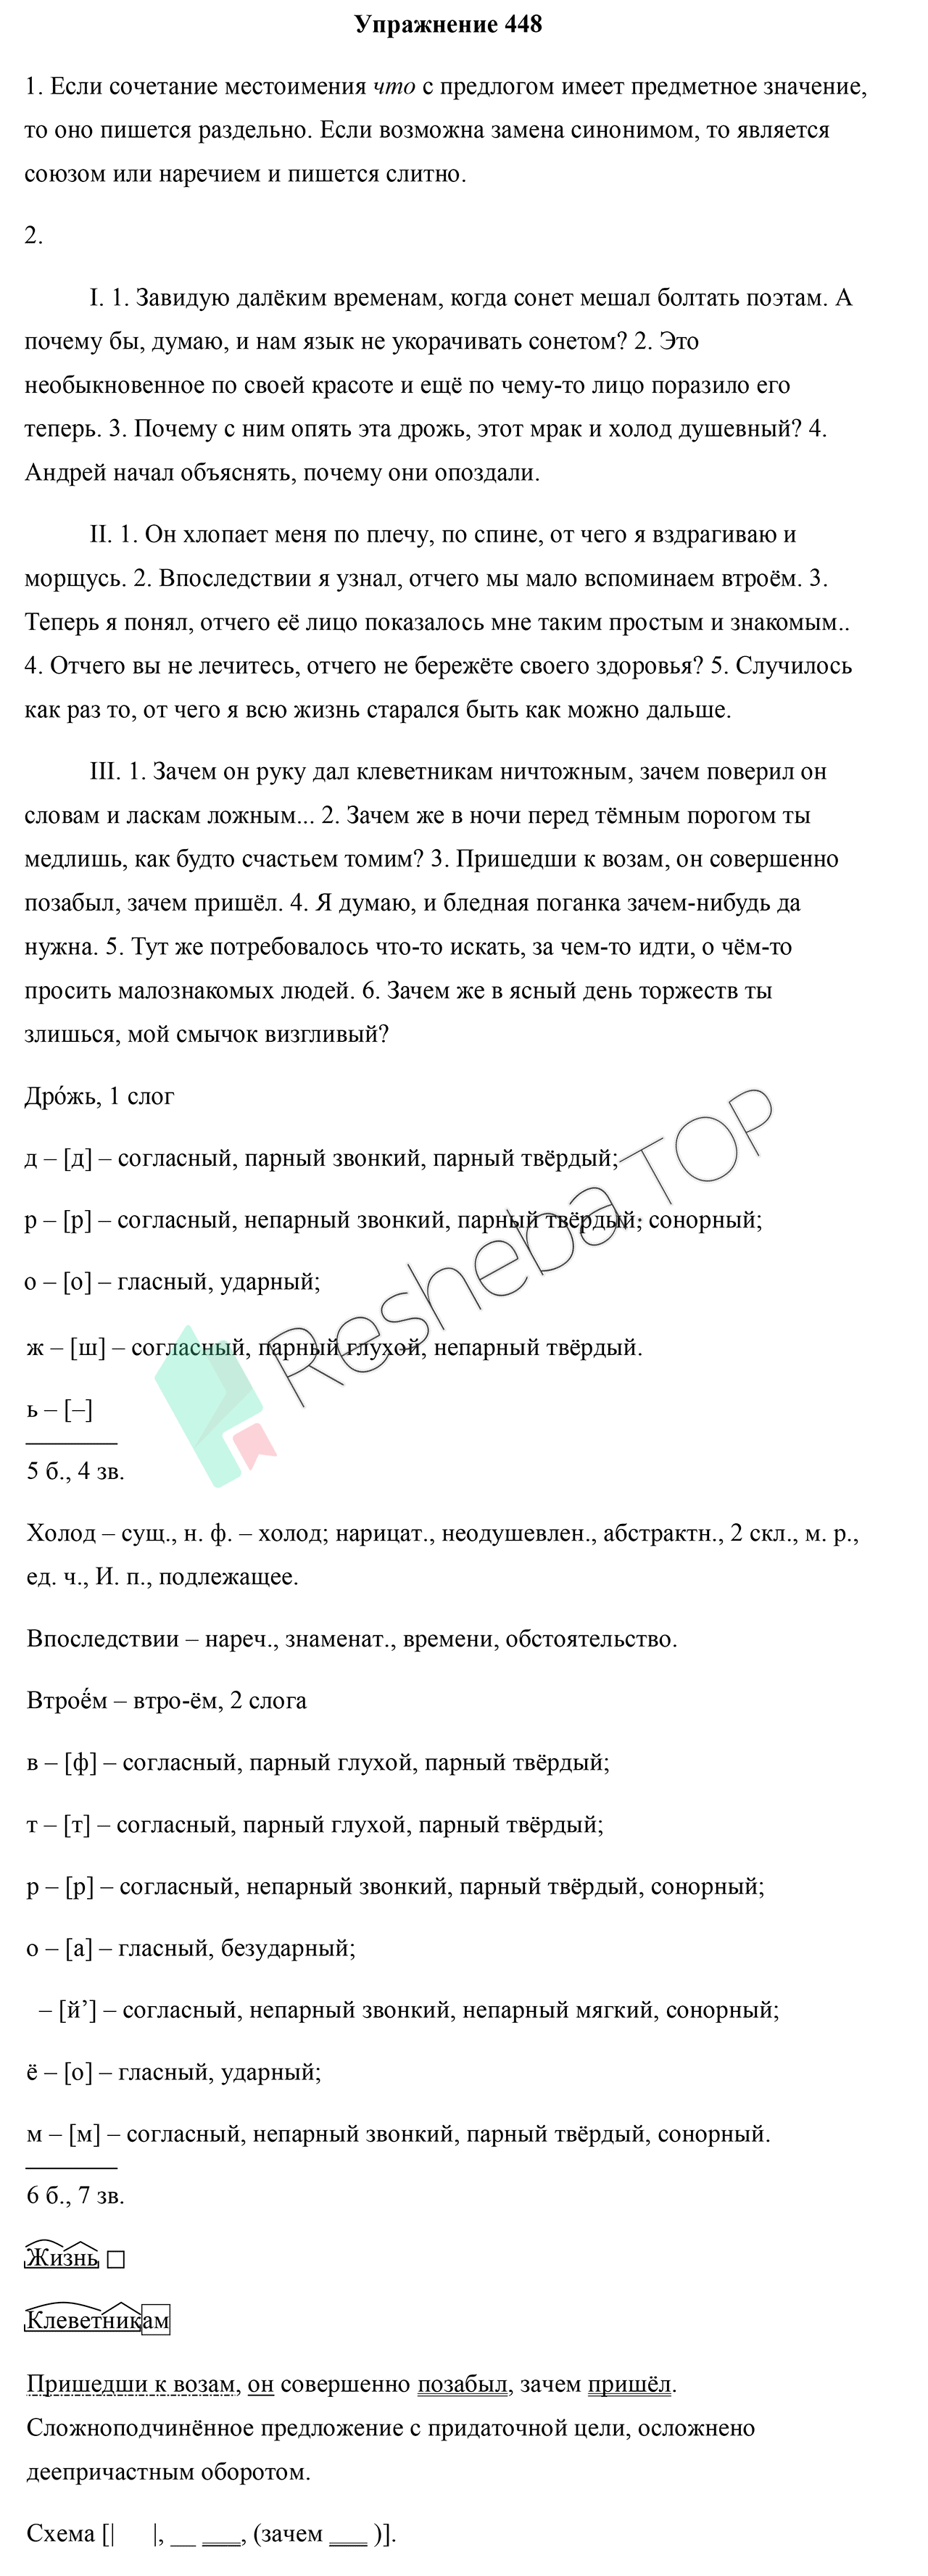 Упражнение 448
1. Если сочетание местоимения что с предлогом имеет предметное значение,
то оно пишется раздельно. Если возможна замена синонимом, то является
союзом или наречием и пишется слитно.
2.
I. 1. Завидую далёким временам, когда сонет мешал болтать поэтам. А
почему бы, думаю, и нам язык не укорачивать сонетом? 2. Это
необыкновенное по своей красоте и ещё по чему-то лицо поразило его
теперь. 3. Почему с ним опять эта дрожь, этот мрак и холод душевный? 4.
Андрей начал объяснять, почему они опоздали.
II. 1. Он хлопает меня по плечу, по спине, от чего я вздрагиваю и
морщусь. 2. Впоследствии я узнал, отчего мы мало вспоминаем втроём. 3.
Теперь я понял, отчего её лицо показалось мне таким простым и знакомым..
4. Отчего вы не лечитесь, отчего не бережёте своего здоровья? 5. Случилось
как раз то, от чего я всю жизнь старался быть как можно дальше.
III. 1. Зачем он руку дал клеветникам ничтожным, зачем поверил он
словам и ласкам ложным... 2. Зачем же в ночи перед тёмным порогом ты
медлишь, как будто счастьем томим? 3. Пришедши к возам, он совершенно
позабыл, зачем пришёл. 4. Я думаю, и бледная поганка зачем-нибудь да
нужна. 5. Тут же потребовалось что-то искать, за чем-то идти, о чём-то
просить малознакомых людей. 6. Зачем же в ясный день торжеств ты
злишься, мой смычок визгливый?
Дро́жь, 1 слог
д – [д] – согласный, парный звонкий, парный твёрдый;
р – [р] – согласный, непарный звонкий, парный твёрдый, сонорный;
о – [о] – гласный, ударный;
ж – [ш] – согласный, парный глухой, непарный твёрдый.
ь – [–]
5 б., 4 зв.
ReshebaTOP
Холод – сущ., н. ф. – холод; нарицат., неодушевлен., абстрактн., 2 скл., м. р.,
ед. ч., И. п., подлежащее.
Впоследствии – нареч., знаменат., времени, обстоятельство.
Втроё́м – втро-ём, 2 слога
в – [ф] – согласный, парный глухой, парный твёрдый;
т – [т] – согласный, парный глухой, парный твёрдый;
р – [р] – согласный, непарный звонкий, парный твёрдый, сонорный;
о – [а] – гласный, безударный;
– [й’] – согласный, непарный звонкий, непарный мягкий, сонорный;
ё – [о] – гласный, ударный;
м – [м] – согласный, непарный звонкий, парный твёрдый, сонорный.
6 б., 7 зв.
Жизнь
Клеветникам
Пришедши к возам, он совершенно позабыл, зачем пришёл.
Сложноподчинённое предложение с придаточной цели, осложнено
деепричастным оборотом.
Схема [| |, __ ___, (зачем ___ )].